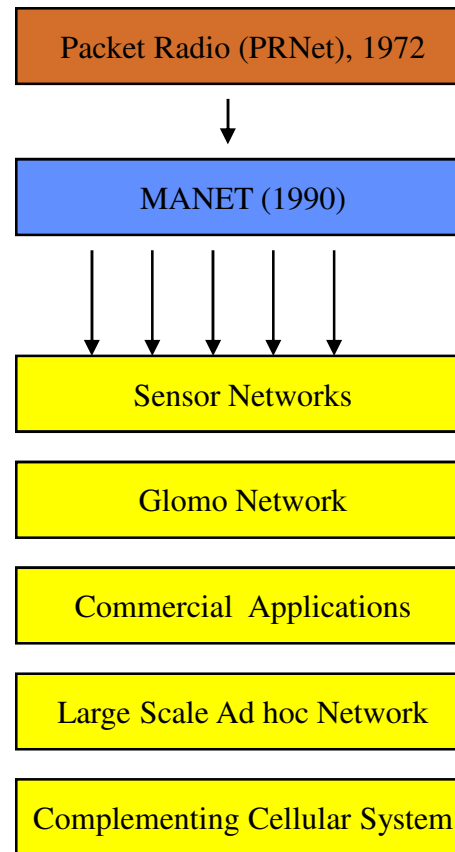 Packet Radio (PRNet), 1972
MANET (1990)
Sensor Networks
Glomo Network
Commercial Applications
Large Scale Ad hoc Network
Complementing Cellular System